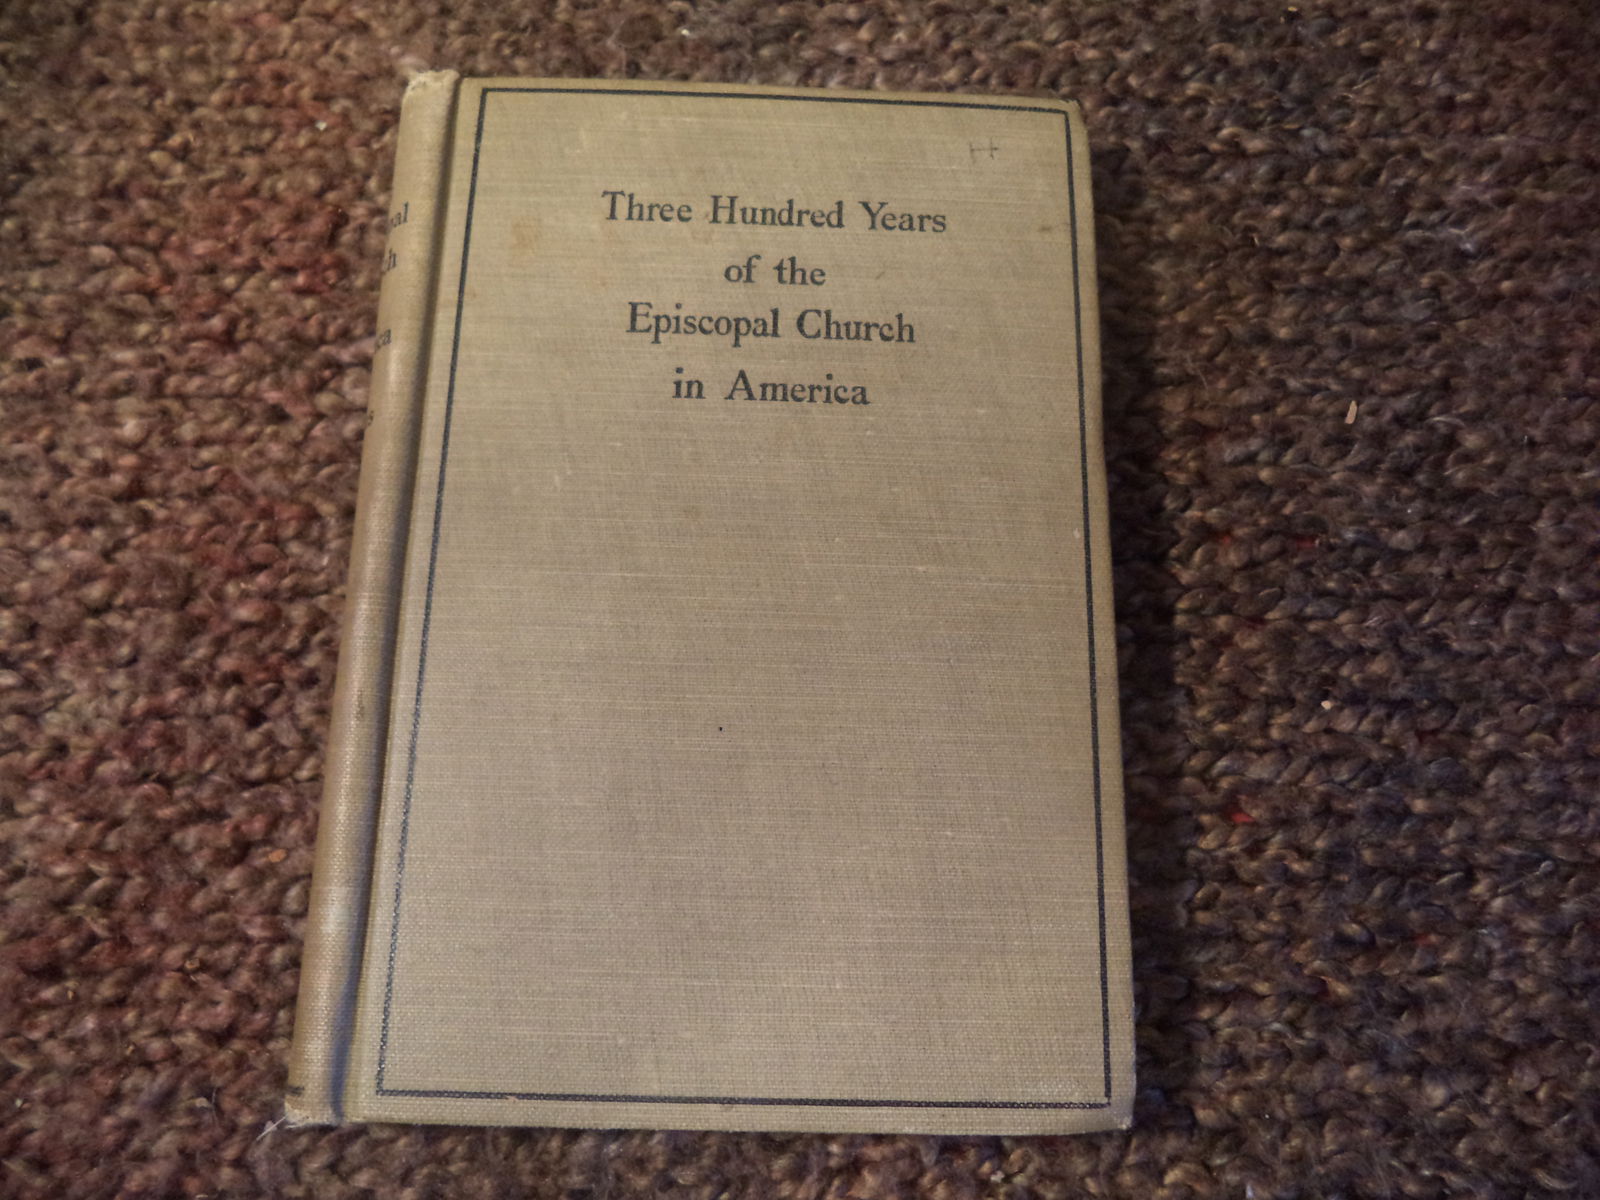 Three Hundred Years
of the
Episcopal Church
in America